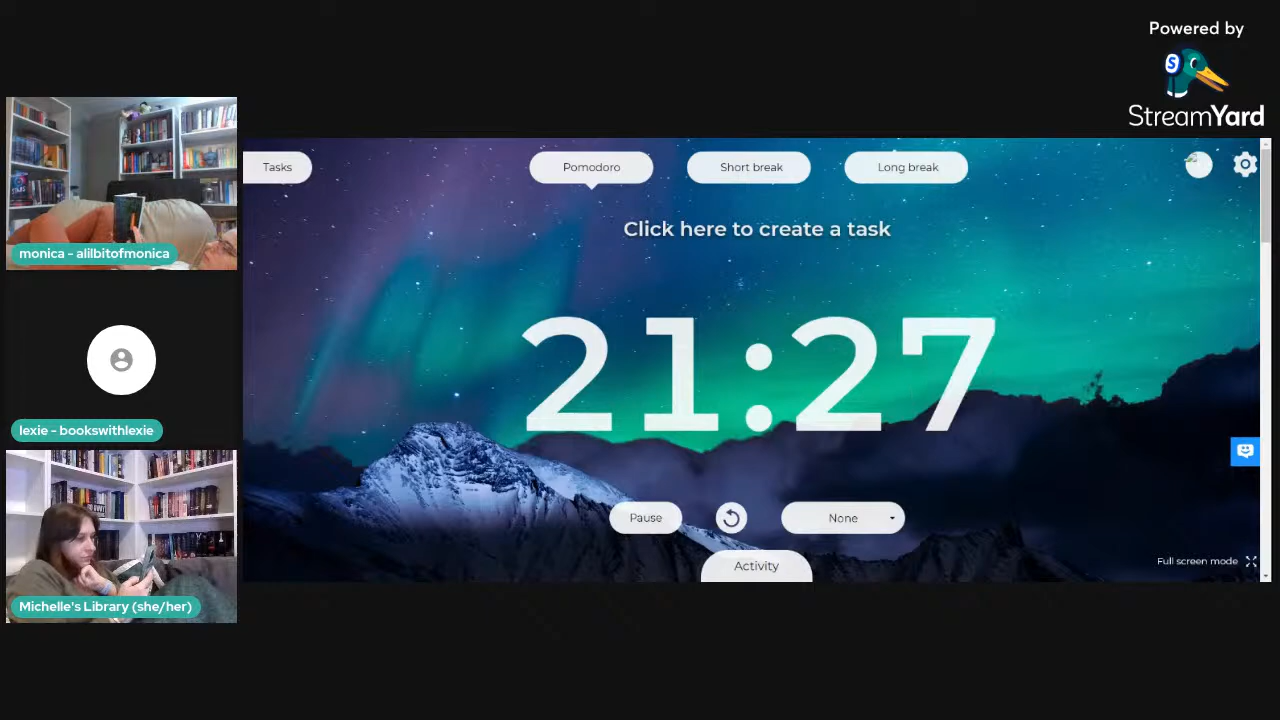 Powered by
S
StreamYard
monica - alilbitofmonica
lexie - bookswithlexie
Michelle's Library (she/her)
Tasks
Pomodoro
Short break
Long break
Click here to create a task
21:27
Pause
None
Activity
Full screen mode